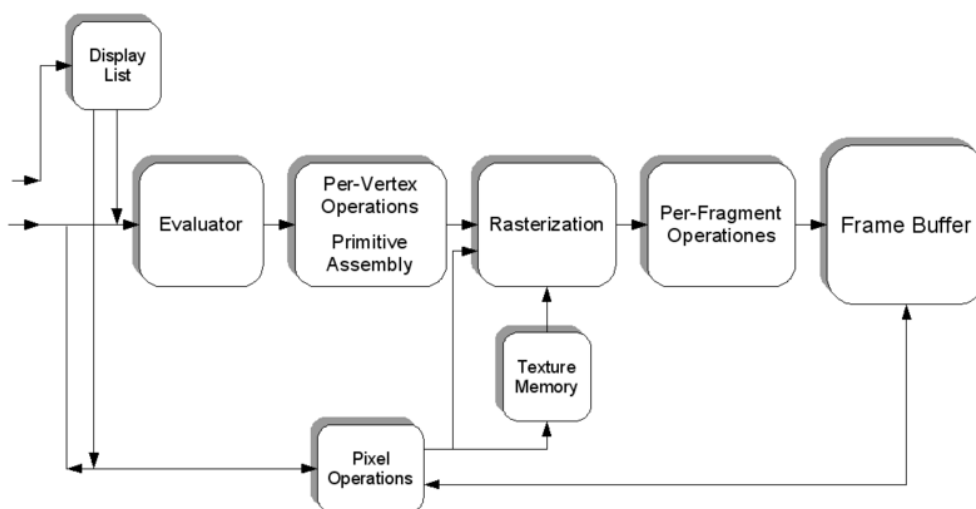 Display
List
Evaluator
Per-Vertex
Operations
Primitive
Assembly
Rasterization
Per-Fragment
Operationes
Frame Buffer
Texture
Memory
Pixel
Operations